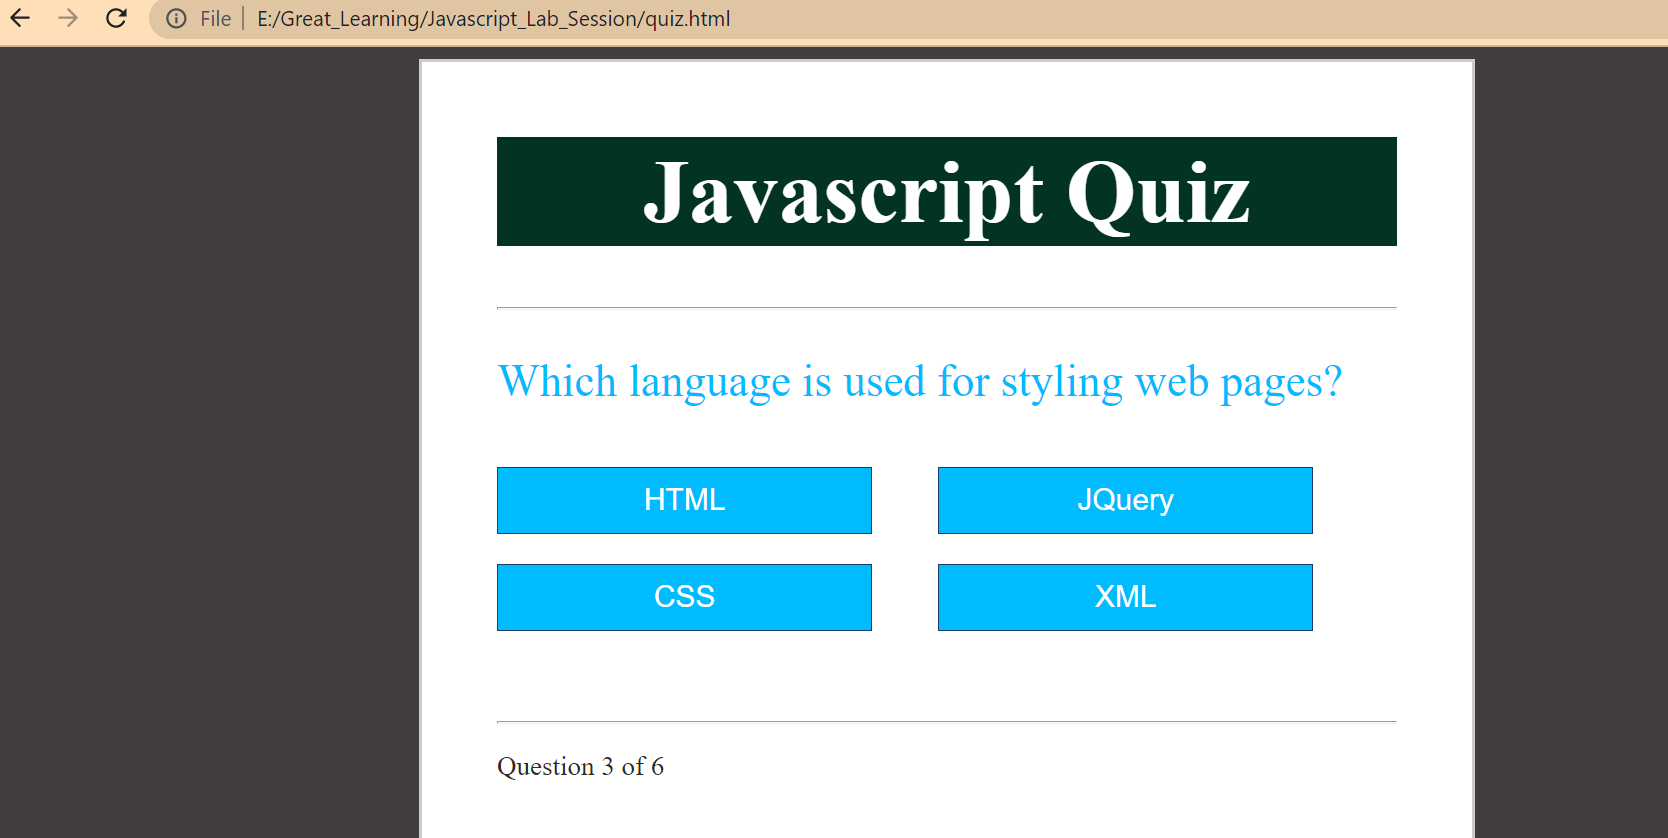 File E:/Great_Learning/Javascript_Lab_Session/quiz.html
Javascript Quiz
Which language is used for styling web pages?
HTML JQuery
CSS XML
Question 3 of 6